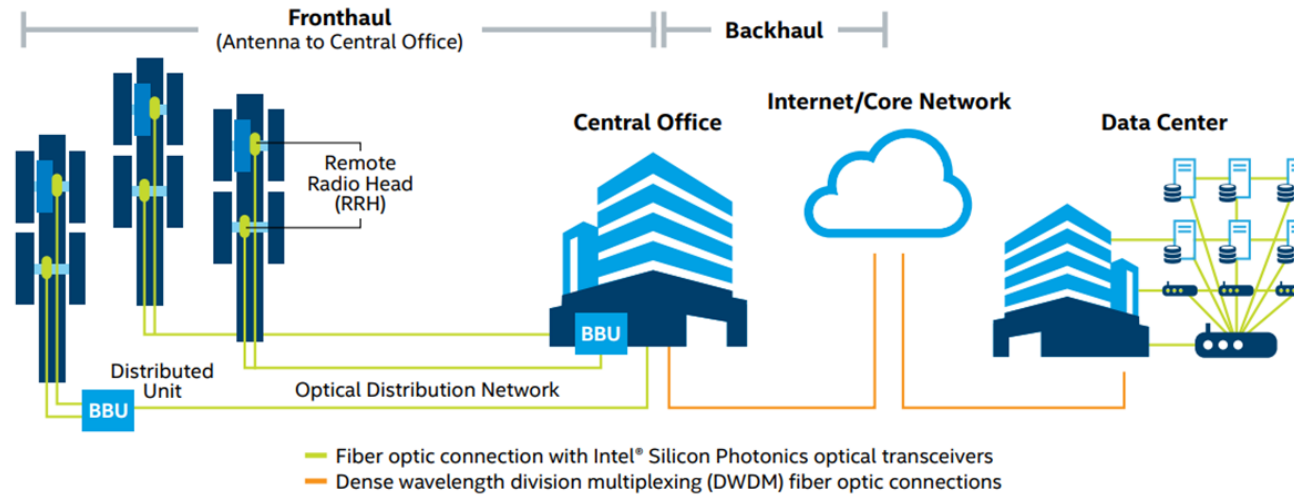 Fronthaul
(Antenna to Central Office)
Backhaul
Internet/Core Network
Central Office
Data Center
Remote
Radio Head
(RRH)
BBU
Distributed
Unit
Optical Distribution Network
BBU
Fiber optic connection with Intel® Silicon Photonics optical transceivers
Dense wavelength division multiplexing (DWDM) fiber optic connections